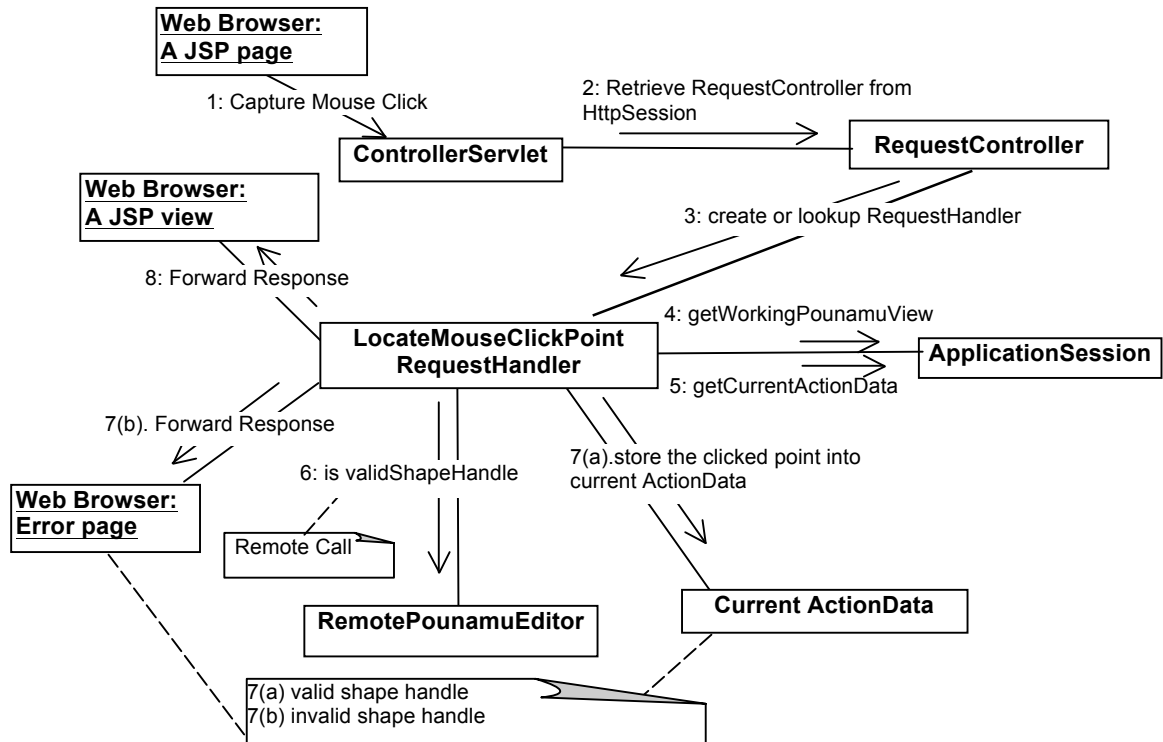 Web Browser:
A JSP page
1: Capture Mouse Click
2: Retrieve RequestController from
HttpSession
ControllerServlet
RequestController
Web Browser:
A JSP view
3: create or lookup RequestHandler
8: Forward Response
4: getWorkingPounamuView
LocateMouseClickPoint
RequestHandler
ApplicationSession
5: getCurrentActionData
7(b). Forward Response
6: is validShapeHandle
7(a).store the clicked point into
current ActionData
Web Browser:
Error page
Remote Call
RemotePounamuEditor
Current ActionData
7(a) valid shape handle
7(b) invalid shape handle